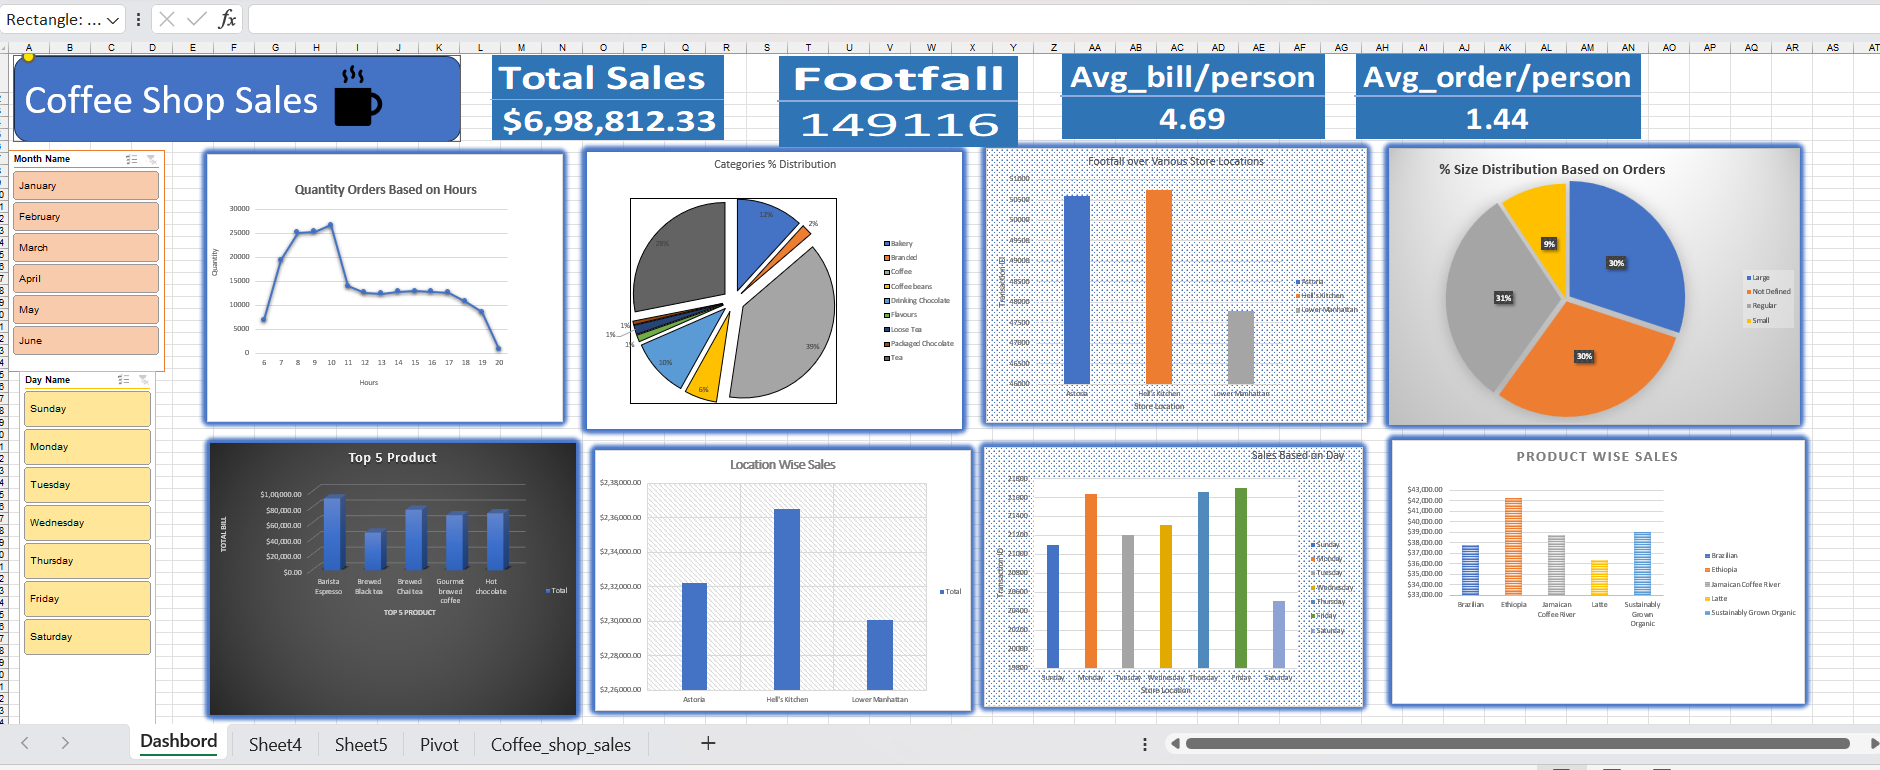 Rectangle: ...
fx
A B C D E F G H I J K L M N O P Q R S T U V W X Y Z AA AB AC AD AE AF AG AH AI AJ AK AL AM AN AO AP AQ AR AS AT
Coffee Shop Sales
Total Sales
$6,98,812.33
Footfall
149116
Avg_bill/person
4.69
Avg_order/person
1.44
Month Name
January
February
March
April
May
June
Day Name
Sunday
Monday
Tuesday
Wednesday
Thursday
Friday
Saturday
Quantity Orders Based on Hours
30000
25000
20000
15000
10000
5000
0
Quantity
6 7 8 9 10 11 12 13 14 15 16 17 18 19 20
Hours
Categories % Distribution
12%
2%
39%
6%
10%
1%
1%
1%
28%
Bakery
Branded
Coffee
Coffee beans
Drinking Chocolate
Flavours
Loose Tea
Packaged Chocolate
Tea
Footfall over Various Store Locations
51000
50500
50000
49500
49000
48500
48000
47500
47000
46500
46000
Transaction ID
Astoria Hell's Kitchen Lower Manhattan
Store Location
Astoria
Hell's Kitchen
Lower Manhattan
% Size Distribution Based on Orders
30%
30%
31%
9%
Large
Not Defined
Regular
Small
Top 5 Product
$1,00,000.00
$80,000.00
$60,000.00
$40,000.00
$20,000.00
$0.00
TOTAL BILL
Barista Espresso
Brewed Black tea
Brewed Chai tea
Gourmet brewed coffee
Hot chocolate
TOP 5 PRODUCT
Total
Location Wise Sales
$2,38,000.00
$2,36,000.00
$2,34,000.00
$2,32,000.00
$2,30,000.00
$2,28,000.00
$2,26,000.00
Astoria Hell's Kitchen Lower Manhattan
Total
Sales Based on Day
21800
21600
21400
21200
21000
20800
20600
20400
20200
20000
19800
Transaction ID
Sunday Monday Tuesday Wednesday Thursday Friday Saturday
Store Location
Sunday
Monday
Tuesday
Wednesday
Thursday
Friday
Saturday
PRODUCT WISE SALES
$43,000.00
$42,000.00
$41,000.00
$40,000.00
$39,000.00
$38,000.00
$37,000.00
$36,000.00
$35,000.00
$34,000.00
$33,000.00
Brazilian
Ethiopia
Jamaican Coffee River
Latte
Sustainably Grown Organic
Brazilian
Ethiopia
Jamaican Coffee River
Latte
Sustainably Grown Organic
Dashbord Sheet4 Sheet5 Pivot Coffee_shop_sales